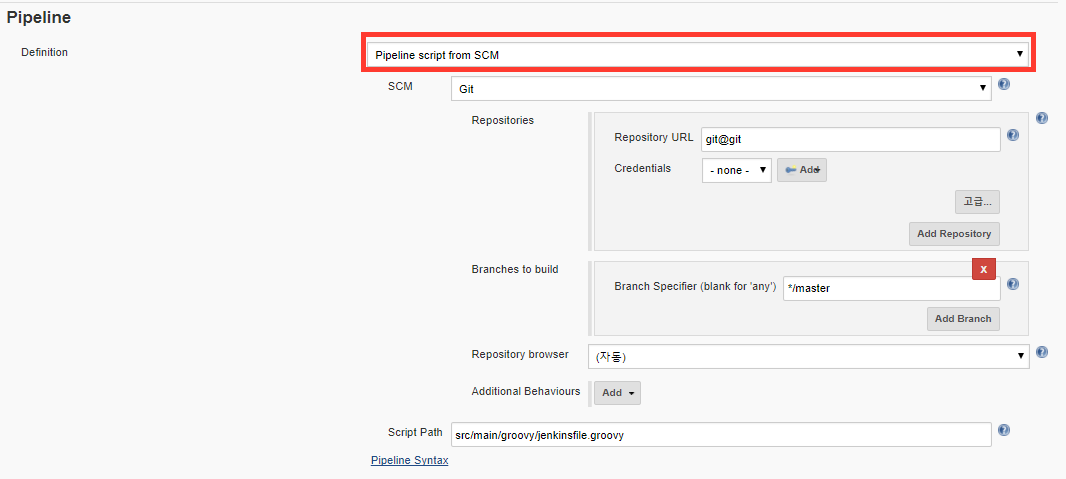 Pipeline
Definition
Pipeline script from SCM
SCM
Git
Repositories
Repository URL
git@git
Credentials
- none -
Add
고급...
Add Repository
Branches to build
X
Branch Specifier (blank for 'any')
*/master
Add Branch
Repository browser
(자동)
Additional Behaviours
Add
Script Path
src/main/groovy/jenkinsfile.groovy
Pipeline Syntax